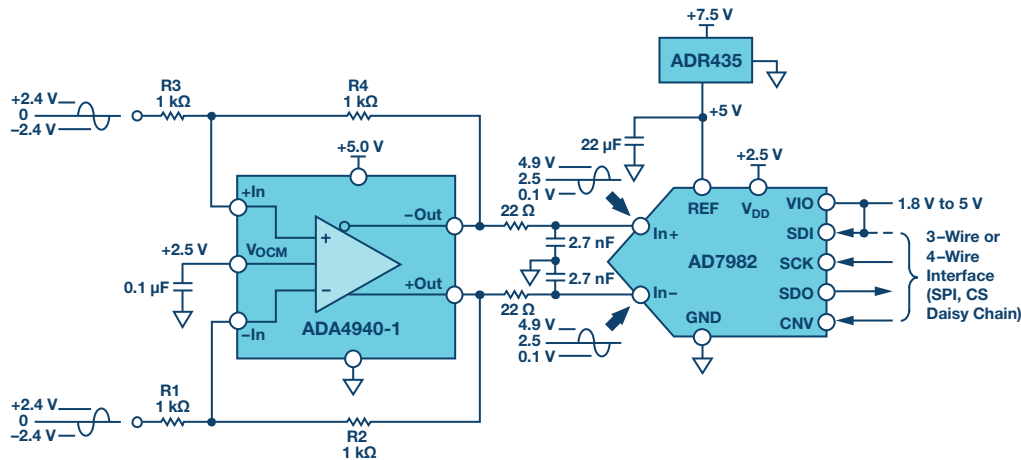 +7.5 V
ADR435
+5 V
22 µF
R3
1 kΩ
R4
1 kΩ
+2.4 V
0
−2.4 V
+5.0 V
+In
−Out
+2.5 V
VOCM
0.1 µF
+
−
+Out
−In
ADA4940-1
22 Ω
22 Ω
2.7 nF
2.7 nF
4.9 V
2.5
0.1 V
4.9 V
2.5
0.1 V
+2.5 V
REF
VDD
VIO
SDI
SCK
SDO
CNV
In+
In−
AD7982
GND
1.8 V to 5 V
3−Wire or
4−Wire
Interface
(SPI, CS
Daisy Chain)
+2.4 V
0
−2.4 V
R1
1 kΩ
R2
1 kΩ